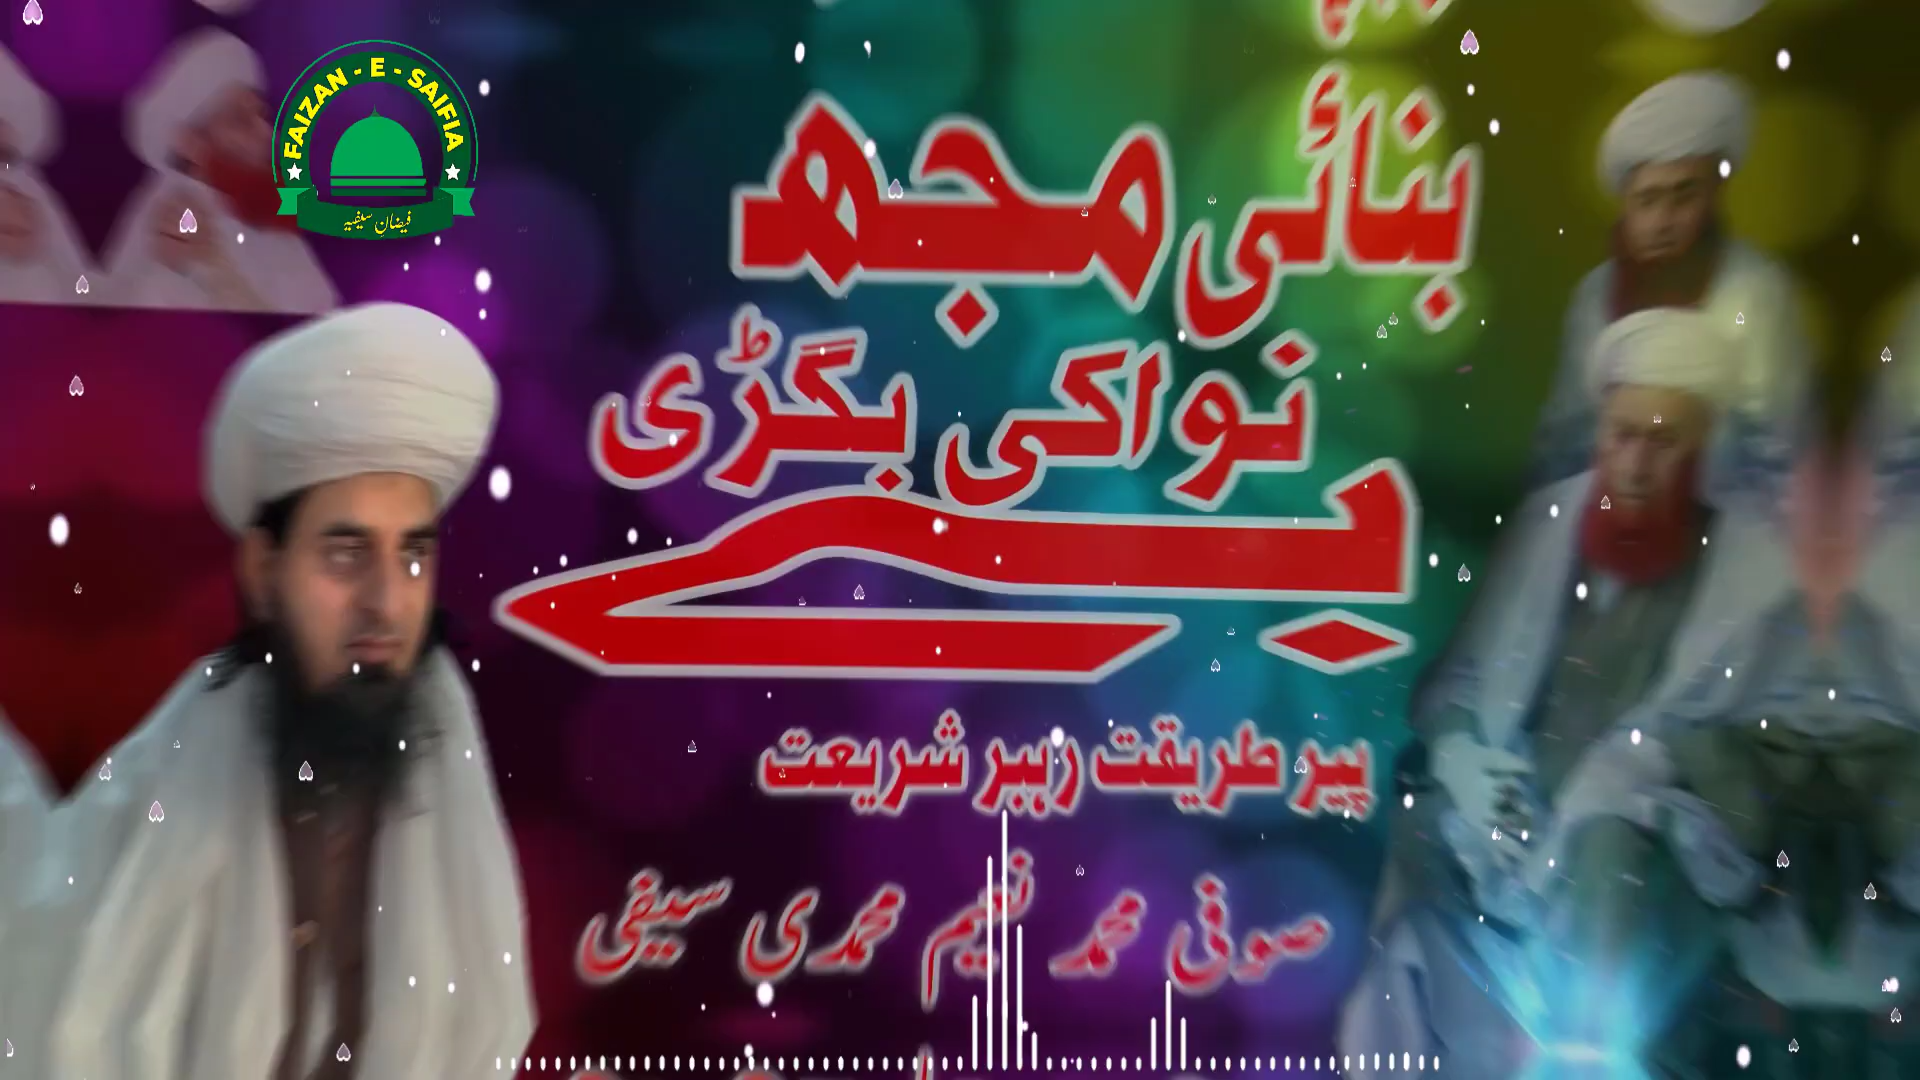 FAIZAN - E - SAIFIA
فیضانِ سیفیہ
بنائی مجھ
نوا کی بگڑی
ہے
پیر طریقت رہبر شریعت
صوفی محمد نعیم محمدی سیفی